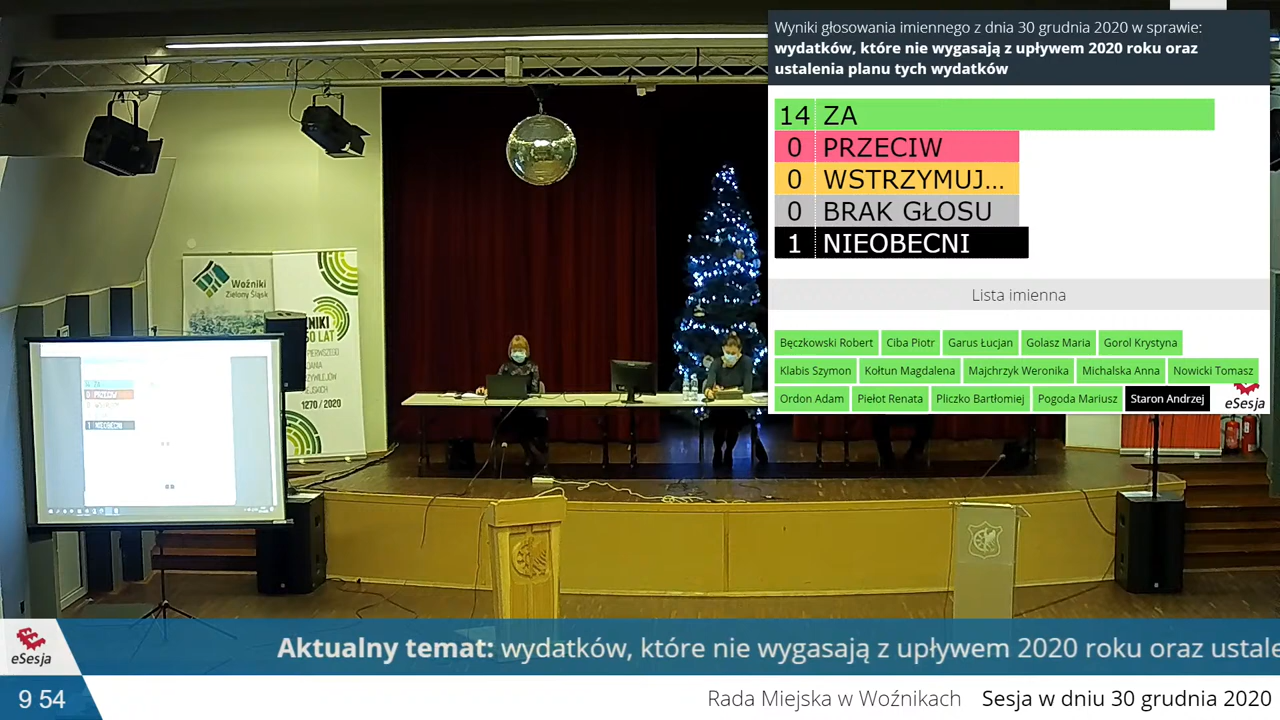 Wyniki głosowania imiennego z dnia 30 grudnia 2020 w sprawie:
wydatków, które nie wygasają z upływem 2020 roku oraz
ustalenia planu tych wydatków
14 ZA
0 PRZECIW
0 WSTRZYMUJ...
0 BRAK GŁOSU
1 NIEOBECNI
Lista imienna
Bęczkowski Robert Ciba Piotr Garus Łucjan Golasz Maria Gorol Krystyna
Klabis Szymon Kołtun Magdalena Majchrzyk Weronika Michalska Anna Nowicki Tomasz
Ordon Adam Piełot Renata Pliczko Bartłomiej Pogoda Mariusz Staron Andrzej
eSesja
Woźniki
Zielony Śląsk
LAT
1270 / 2020
Aktualny temat: wydatków, które nie wygasają z upływem 2020 roku oraz ustale
eSesja
9 54
Rada Miejska w Woźnikach Sesja w dniu 30 grudnia 2020